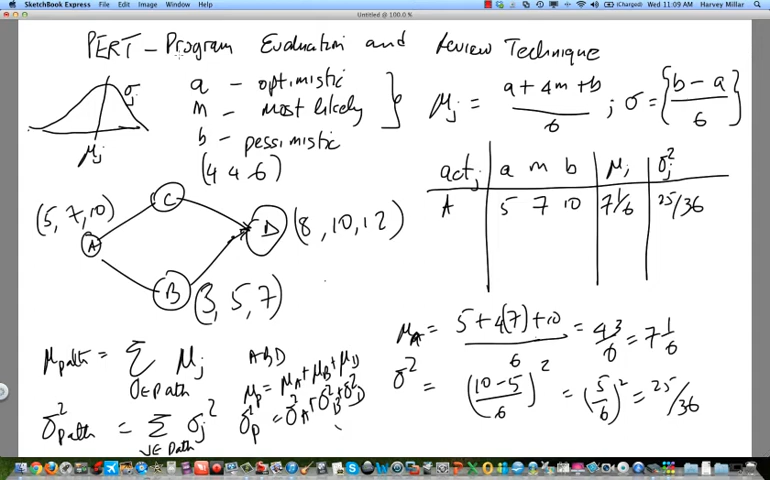 SketchBook Express File Edit Image Window Help (Charged) Wed 11:09 AM Harvey Millar
Untitled @ 100.0 %
PERT – Program Evaluation and Review Technique
σ
μj
a – optimistic
m – most likely
b – pessimistic
μj = a + 4m + b / 6 ; σ = {b – a / 6}
(4 4 6)
(5, 7, 10)
C
A
D (8, 10, 12)
B (3, 5, 7)
actj a m b μj σj²
A 5 7 10 7 1/6 25/36
μA = 5 + 4(7) + 10 / 6 = 43/6 = 7 1/6
σ² = (10 – 5 / 6)² = (5/6)² = 25/36
μpath = Σ μj
j∈path
σ²path = Σ σj²
j∈path
ABD
μp = μA + μB + μD
σ²p = σ²A + σ²B + σ²D